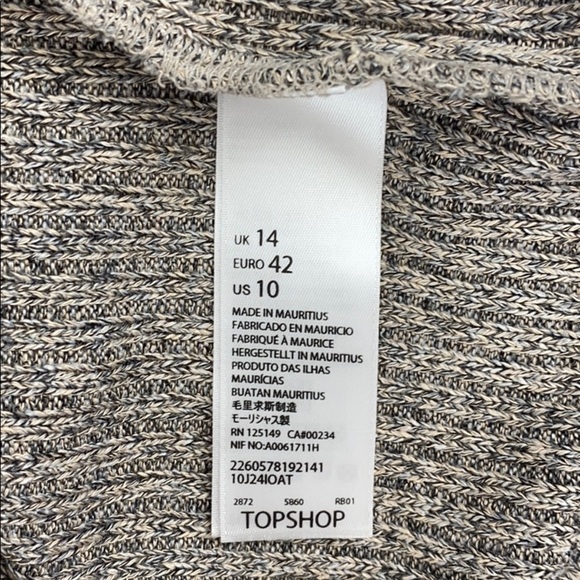 UK 14
EURO 42
US 10
MADE IN MAURITIUS
FABRICADO EN MAURICIO
FABRIQUÉ À MAURICE
HERGESTELLT IN MAURITIUS
PRODUTO DAS ILHAS
MAURÍCIAS
BUATAN MAURITIUS
毛里求斯制造
モーリシャス製
RN 125149 CA#00234
NIF NO:A0061711H
2260578192141
10J24IOAT
2872 5860 RB01
TOPSHOP